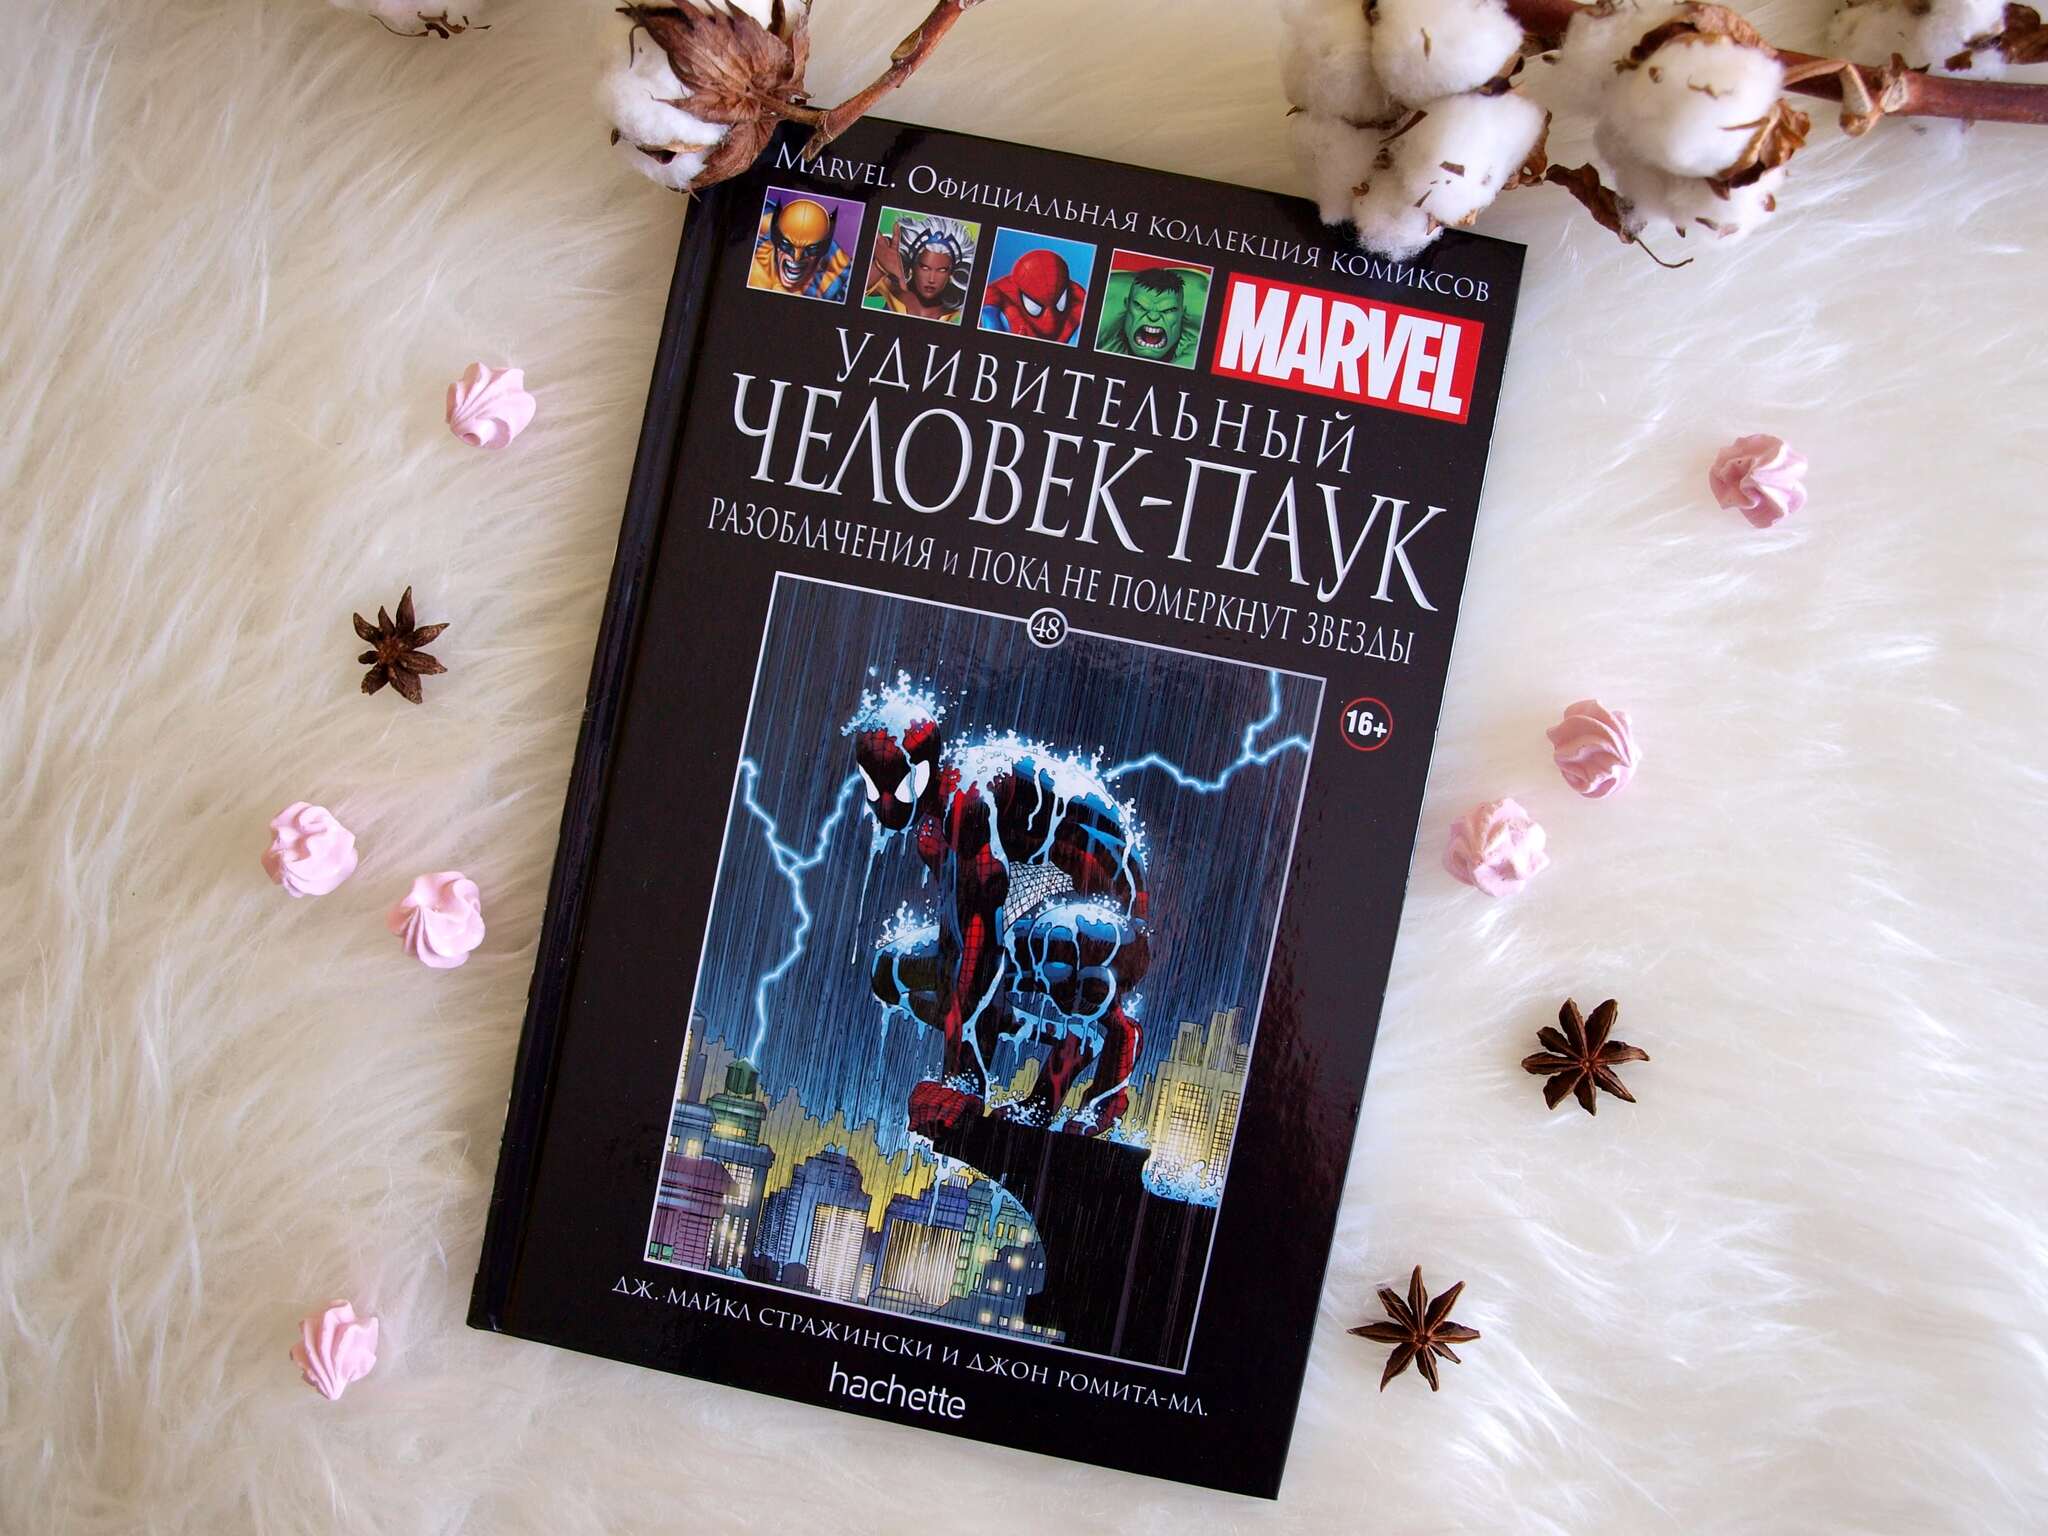 Marvel. Официальная коллекция комиксов
MARVEL
УДИВИТЕЛЬНЫЙ
ЧЕЛОВЕК-ПАУК
РАЗОБЛАЧЕНИЯ и ПОКА НЕ ПОМЕРКНУТ ЗВЕЗДЫ
48
16+
ДЖ. МАЙКЛ СТРАЖИНСКИ И ДЖОН РОМИТА-МЛ.
hachette